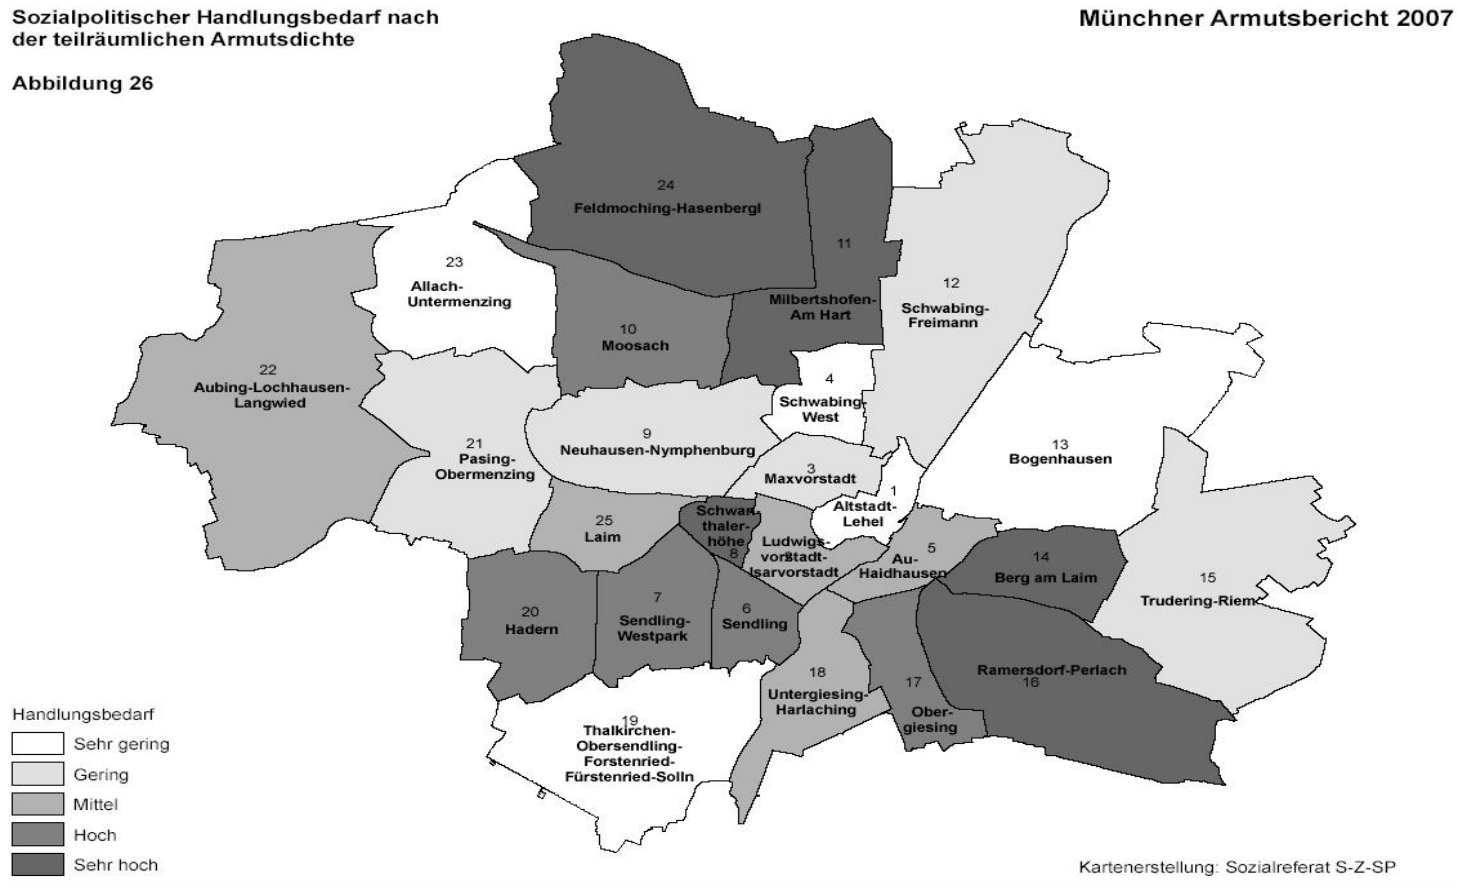 Sozialpolitischer Handlungsbedarf nach
der teilräumlichen Armutsdichte
Münchner Armutsbericht 2007
Abbildung 26
24
Feldmoching-Hasenbergl
11
Milbertshofen-
Am Hart
23
Allach-
Untermenzing
12
Schwabing-
Freimann
10
Moosach
22
Aubing-Lochhausen-
Langwied
4
Schwabing-
West
21
Pasing-
Obermenzing
9
Neuhausen-Nymphenburg
13
Bogenhausen
3
Maxvorstadt
1
Altstadt-
Lehel
25
Laim
Schwan-
thaler-
höhe
8
Ludwigs-
vorstadt-
Isarvorstadt
2
5
Au-
Haidhausen
14
Berg am Laim
15
Trudering-Riem
20
Hadern
7
Sendling-
Westpark
6
Sendling
18
Untergiesing-
Harlaching
17
Ober-
giesing
Ramersdorf-Perlach
16
19
Thalkirchen-
Obersendling-
Forstenried-
Fürstenried-Solln
Handlungsbedarf
Sehr gering
Gering
Mittel
Hoch
Sehr hoch
Kartenerstellung: Sozialreferat S-Z-SP